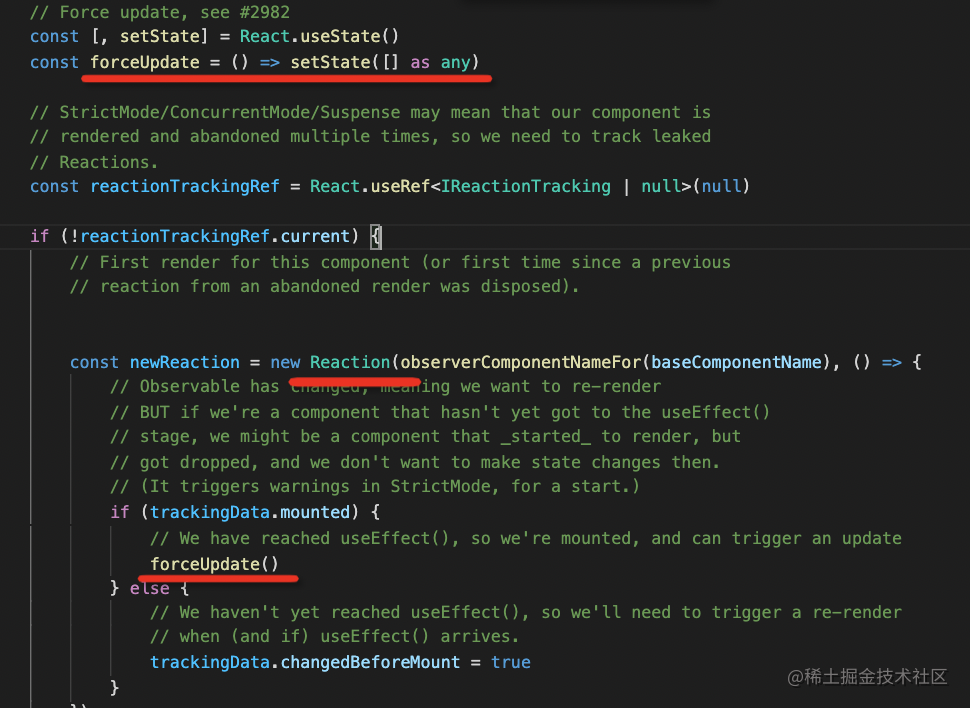 // Force update, see #2982
const [, setState] = React.useState()
const forceUpdate = () => setState([] as any)
// StrictMode/ConcurrentMode/Suspense may mean that our component is
// rendered and abandoned multiple times, so we need to track leaked
// Reactions.
const reactionTrackingRef = React.useRef<IReactionTracking | null>(null)
if (!reactionTrackingRef.current) {
// First render for this component (or first time since a previous
// reaction from an abandoned render was disposed).
const newReaction = new Reaction(observerComponentNameFor(baseComponentName), () => {
// Observable has changed, meaning we want to re-render
// BUT if we're a component that hasn't yet got to the useEffect()
// stage, we might be a component that _started_ to render, but
// got dropped, and we don't want to make state changes then.
// (It triggers warnings in StrictMode, for a start.)
if (trackingData.mounted) {
// We have reached useEffect(), so we're mounted, and can trigger an update
forceUpdate()
} else {
// We haven't yet reached useEffect(), so we'll need to trigger a re-render
// when (and if) useEffect() arrives.
trackingData.changedBeforeMount = true
}
@稀土掘金技术社区